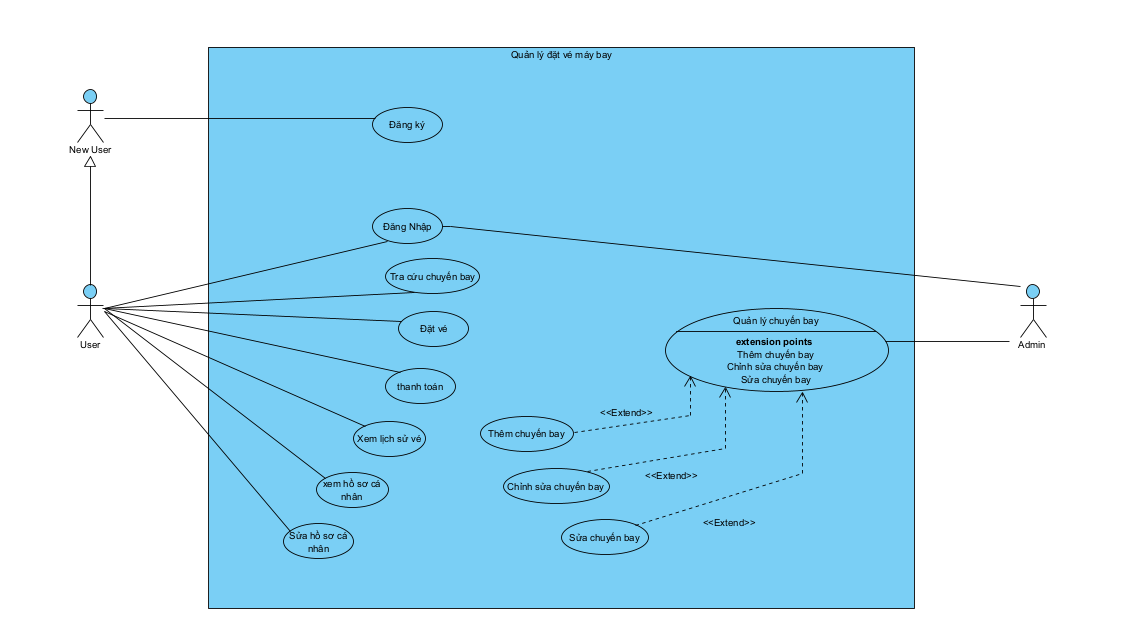 Quản lý đặt vé máy bay
New User
Đăng ký
Đăng Nhập
Tra cứu chuyến bay
User
Đặt vé
thanh toán
Xem lịch sử vé
xem hồ sơ cá
nhân
Sửa hồ sơ cá
nhân
Quản lý chuyến bay
extension points
Thêm chuyến bay
Chỉnh sửa chuyến bay
Sửa chuyến bay
Admin
<<Extend>>
Thêm chuyến bay
<<Extend>>
Chỉnh sửa chuyến bay
<<Extend>>
Sửa chuyến bay